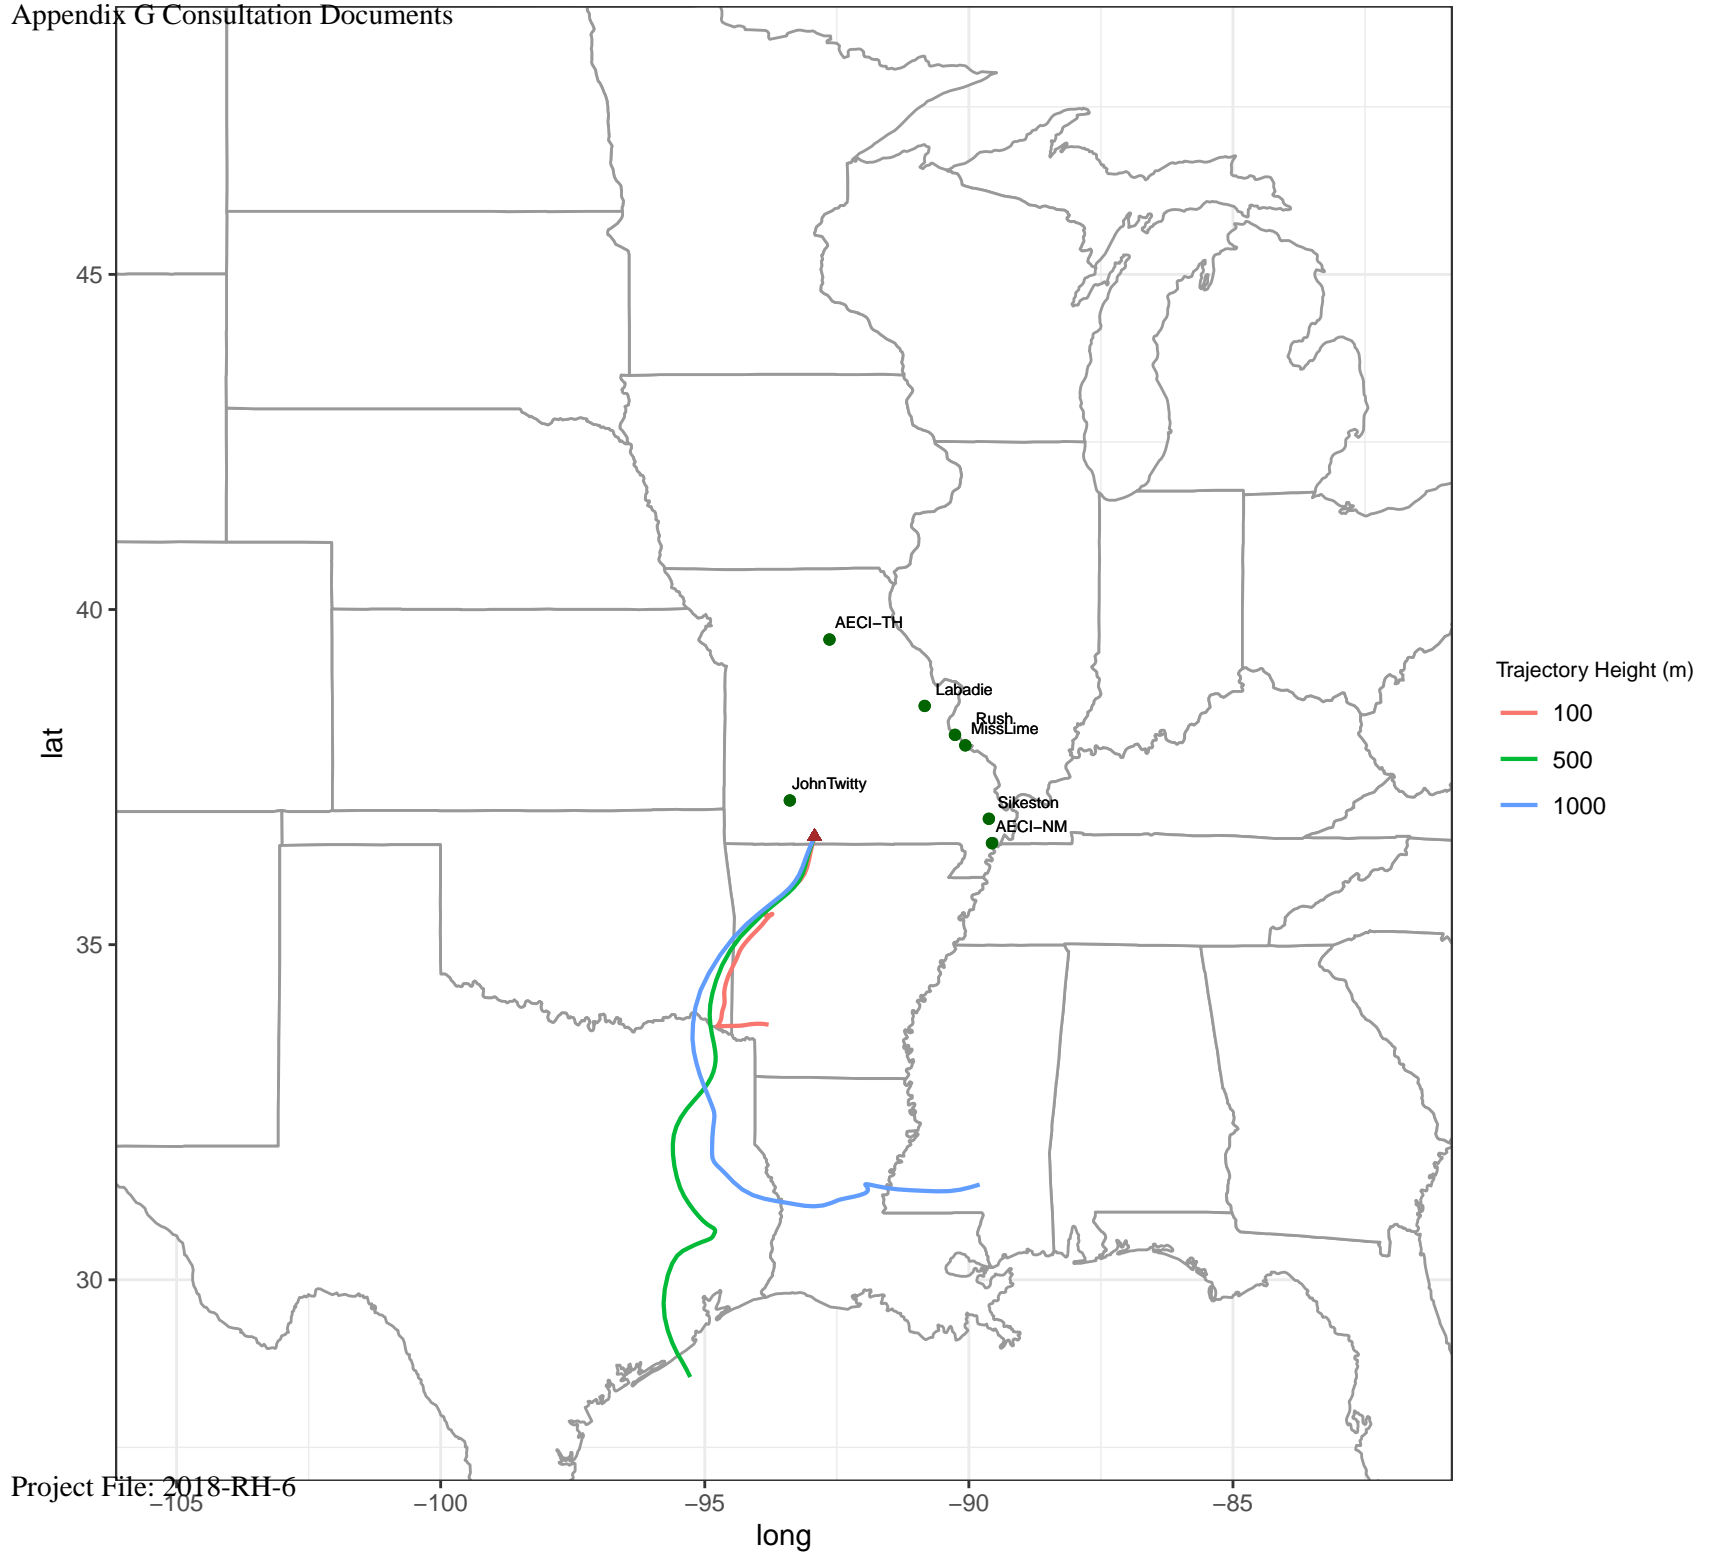 Appendix G Consultation Documents
45
40
35
30
lat
AECI−TH
Labadie
Rush
MissLime
JohnTwitty
Sikeston
AECI−NM
Trajectory Height (m)
100
500
1000
Project File: 2018-RH-6
−105
−100
−95
−90
−85
long